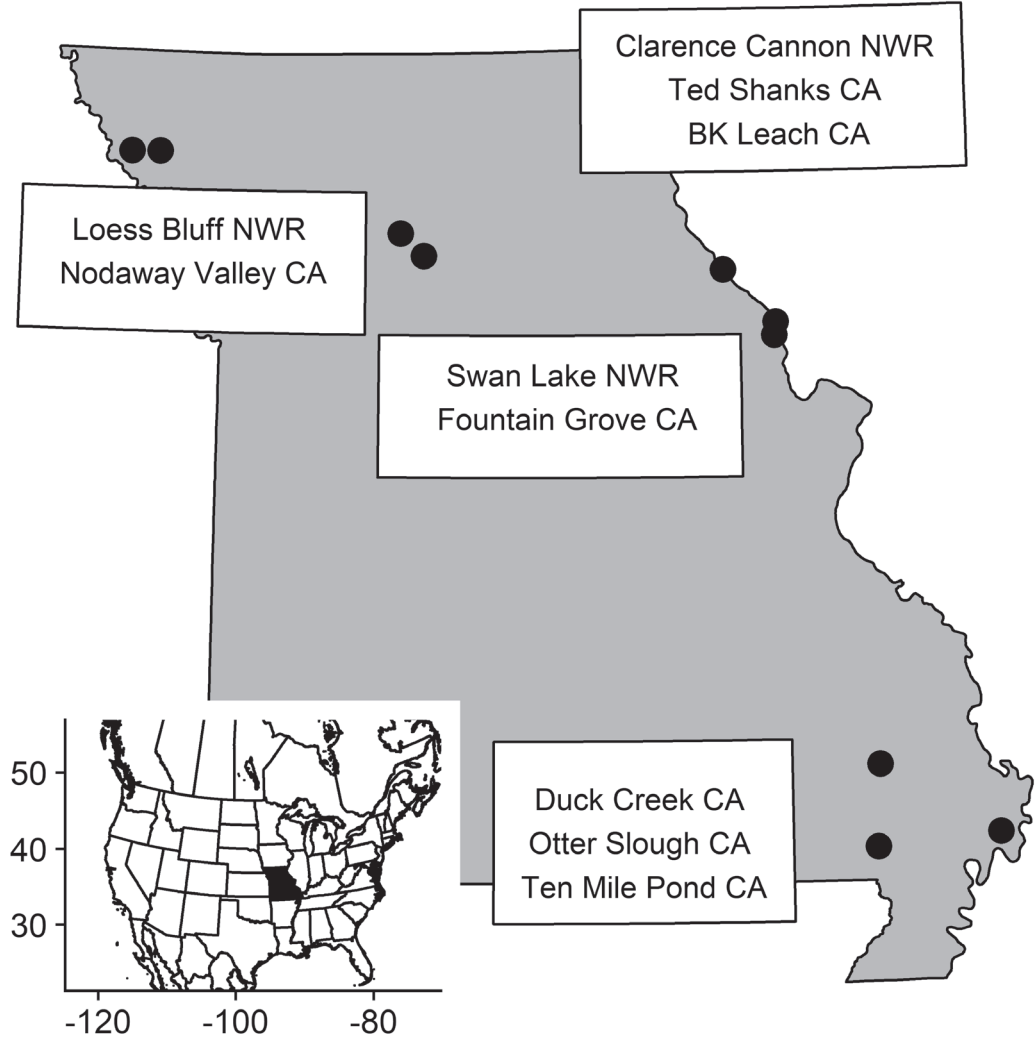 Clarence Cannon NWR
Ted Shanks CA
BK Leach CA
Loess Bluff NWR
Nodaway Valley CA
Swan Lake NWR
Fountain Grove CA
Duck Creek CA
Otter Slough CA
Ten Mile Pond CA
50
40
30
-120
-100
-80